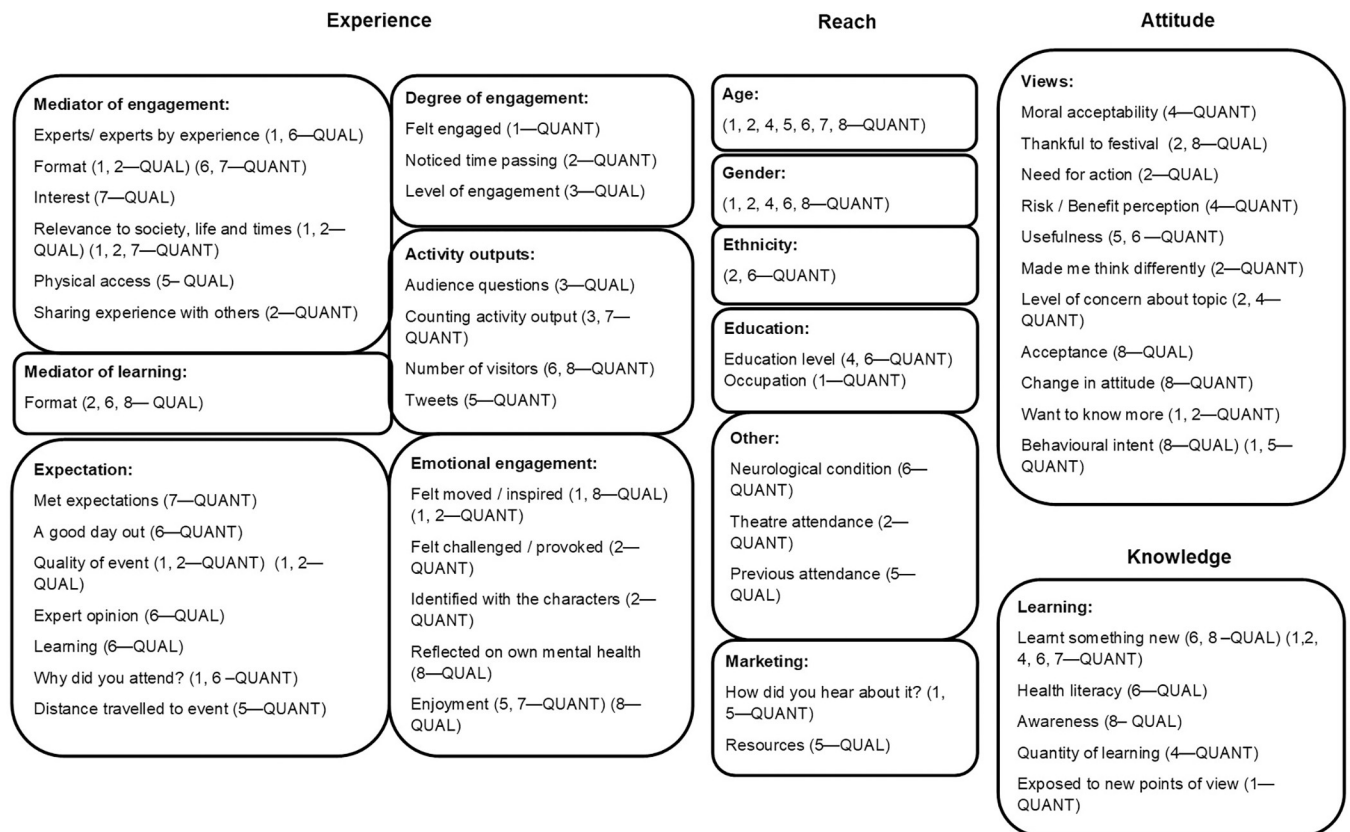 Experience
Mediator of engagement:
Experts/ experts by experience (1, 6—QUAL)
Format (1, 2—QUAL) (6, 7—QUANT)
Interest (7—QUAL)
Relevance to society, life and times (1, 2—
QUAL) (1, 2, 7—QUANT)
Physical access (5– QUAL)
Sharing experience with others (2—QUANT)
Mediator of learning:
Format (2, 6, 8— QUAL)
Expectation:
Met expectations (7—QUANT)
A good day out (6—QUANT)
Quality of event (1, 2—QUANT)  (1, 2—
QUAL)
Expert opinion (6—QUAL)
Learning (6—QUAL)
Why did you attend? (1, 6 –QUANT)
Distance travelled to event (5—QUANT)
Degree of engagement:
Felt engaged (1—QUANT)
Noticed time passing (2—QUANT)
Level of engagement (3—QUAL)
Activity outputs:
Audience questions (3—QUAL)
Counting activity output (3, 7—
QUANT)
Number of visitors (6, 8—QUANT)
Tweets (5—QUANT)
Emotional engagement:
Felt moved / inspired (1, 8—QUAL)
(1, 2—QUANT)
Felt challenged / provoked (2—
QUANT)
Identified with the characters (2—
QUANT)
Reflected on own mental health
(8—QUAL)
Enjoyment (5, 7—QUANT) (8—
QUAL)
Reach
Age:
(1, 2, 4, 5, 6, 7, 8—QUANT)
Gender:
(1, 2, 4, 6, 8—QUANT)
Ethnicity:
(2, 6—QUANT)
Education:
Education level (4, 6—QUANT)
Occupation (1—QUANT)
Other:
Neurological condition (6—
QUANT)
Theatre attendance (2—
QUANT)
Previous attendance (5—
QUAL)
Marketing:
How did you hear about it? (1,
5—QUANT)
Resources (5—QUAL)
Attitude
Views:
Moral acceptability (4—QUANT)
Thankful to festival  (2, 8—QUAL)
Need for action (2—QUAL)
Risk / Benefit perception (4—QUANT)
Usefulness (5, 6 —QUANT)
Made me think differently (2—QUANT)
Level of concern about topic (2, 4—
QUANT)
Acceptance (8—QUAL)
Change in attitude (8—QUANT)
Want to know more (1, 2—QUANT)
Behavioural intent (8—QUAL) (1, 5—
QUANT)
Knowledge
Learning:
Learnt something new (6, 8 –QUAL) (1,2,
4, 6, 7—QUANT)
Health literacy (6—QUAL)
Awareness (8– QUAL)
Quantity of learning (4—QUANT)
Exposed to new points of view (1—
QUANT)